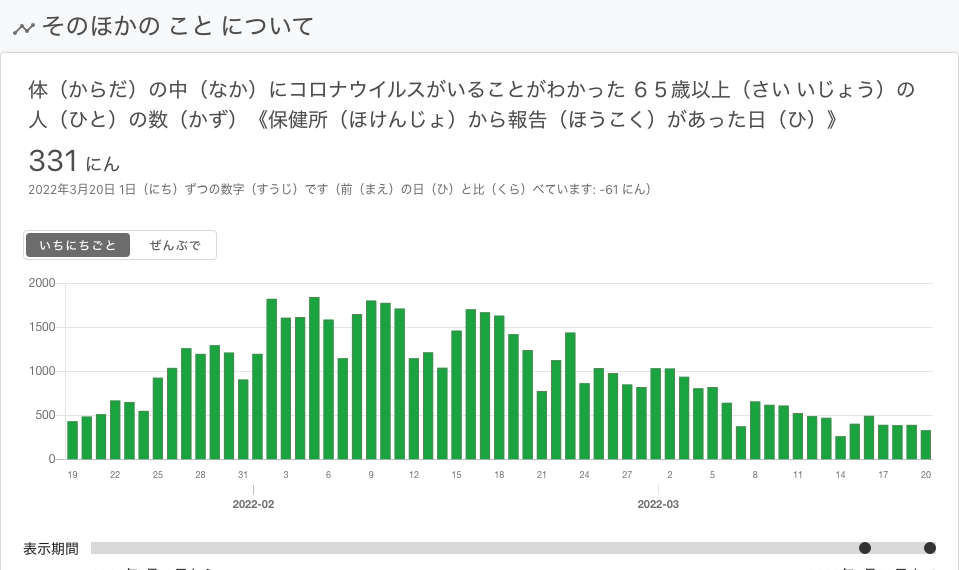 そのほかの こと について
体（からだ）の中（なか）にコロナウイルスがいることがわかった ６５歳以上（さい いじょう）の
人（ひと）の数（かず）《保健所（ほけんじょ）から報告（ほうこく）があった日（ひ）》
331 にん
2022年3月20日 1日（にち）ずつの数字（すうじ）です（前（まえ）の日（ひ）と比（くら）べています: -61 にん）
いちにちごと ぜんぶで
2000
1500
1000
500
0
19 22 25 28 31 3 6 9 12 15 18 21 24 27 2 5 8 11 14 17 20
2022-02 2022-03
表示期間